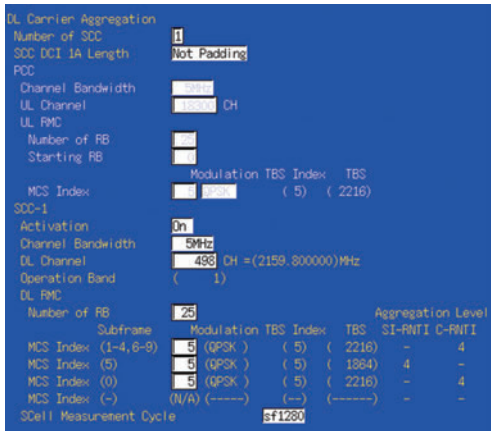 DL Carrier Aggregation
Number of SCC 1
SCC DCI 1A Length Not Padding
PCC
Channel Bandwidth 5MHz
UL Channel 18300 CH
UL RMC
Number of RB 25
Starting RB 0
Modulation TBS Index TBS
MCS Index 5 QPSK ( 5) ( 2216)
SCC-1
Activation On
Channel Bandwidth 5MHz
DL Channel 498 CH =(2159.800000)MHz
Operation Band ( 1)
DL RMC
Number of RB 25 Aggregation Level
Subframe Modulation TBS Index TBS SI-RNTI C-RNTI
MCS Index (1-4,6-9) 5 (QPSK ) ( 5) ( 2216) - 4
MCS Index (5) 5 (QPSK ) ( 5) ( 1864) 4 -
MCS Index (0) 5 (QPSK ) ( 5) ( 2216) - 4
MCS Index (-) (N/A) (-----) (--) (------) - -
SCell Measurement Cycle sf1280